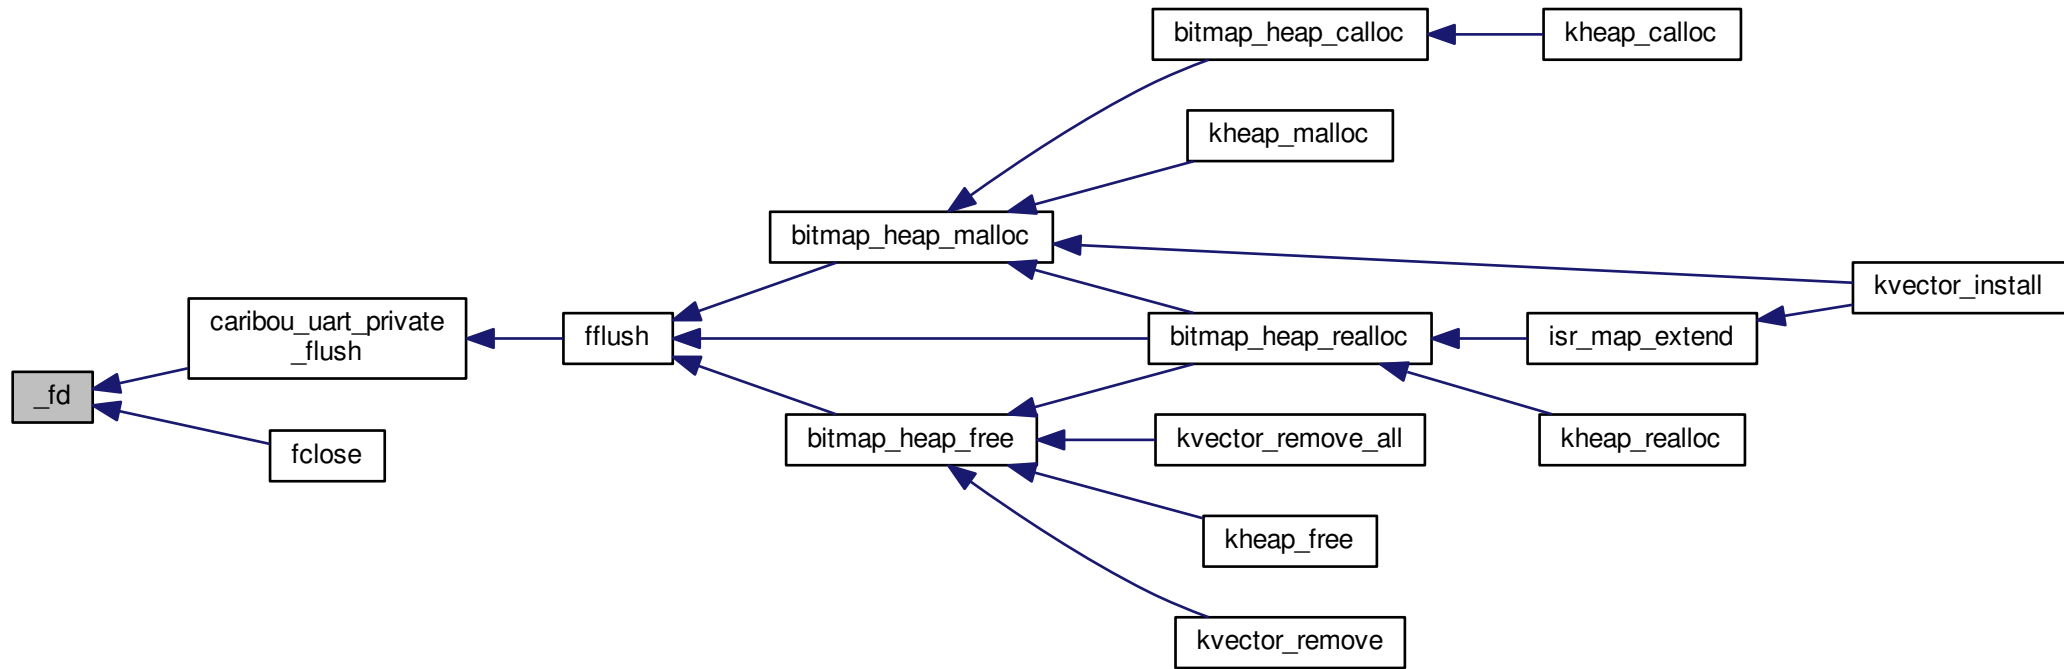 bitmap_heap_calloc
kheap_calloc
kheap_malloc
bitmap_heap_malloc
kvector_install
caribou_uart_private
_flush
fflush
bitmap_heap_realloc
isr_map_extend
_fd
fclose
bitmap_heap_free
kvector_remove_all
kheap_realloc
kheap_free
kvector_remove